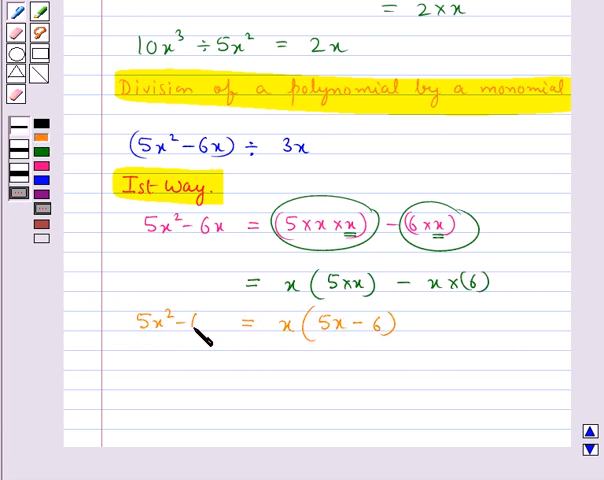 = 2 × x
10x³ ÷ 5x² = 2x
Division of a polynomial by a monomial
(5x² - 6x) ÷ 3x
Ist Way.
5x² - 6x = (5 × x × x) - (6 × x)
= x (5 × x) - x × (6)
5x² - 6 = x (5x - 6)